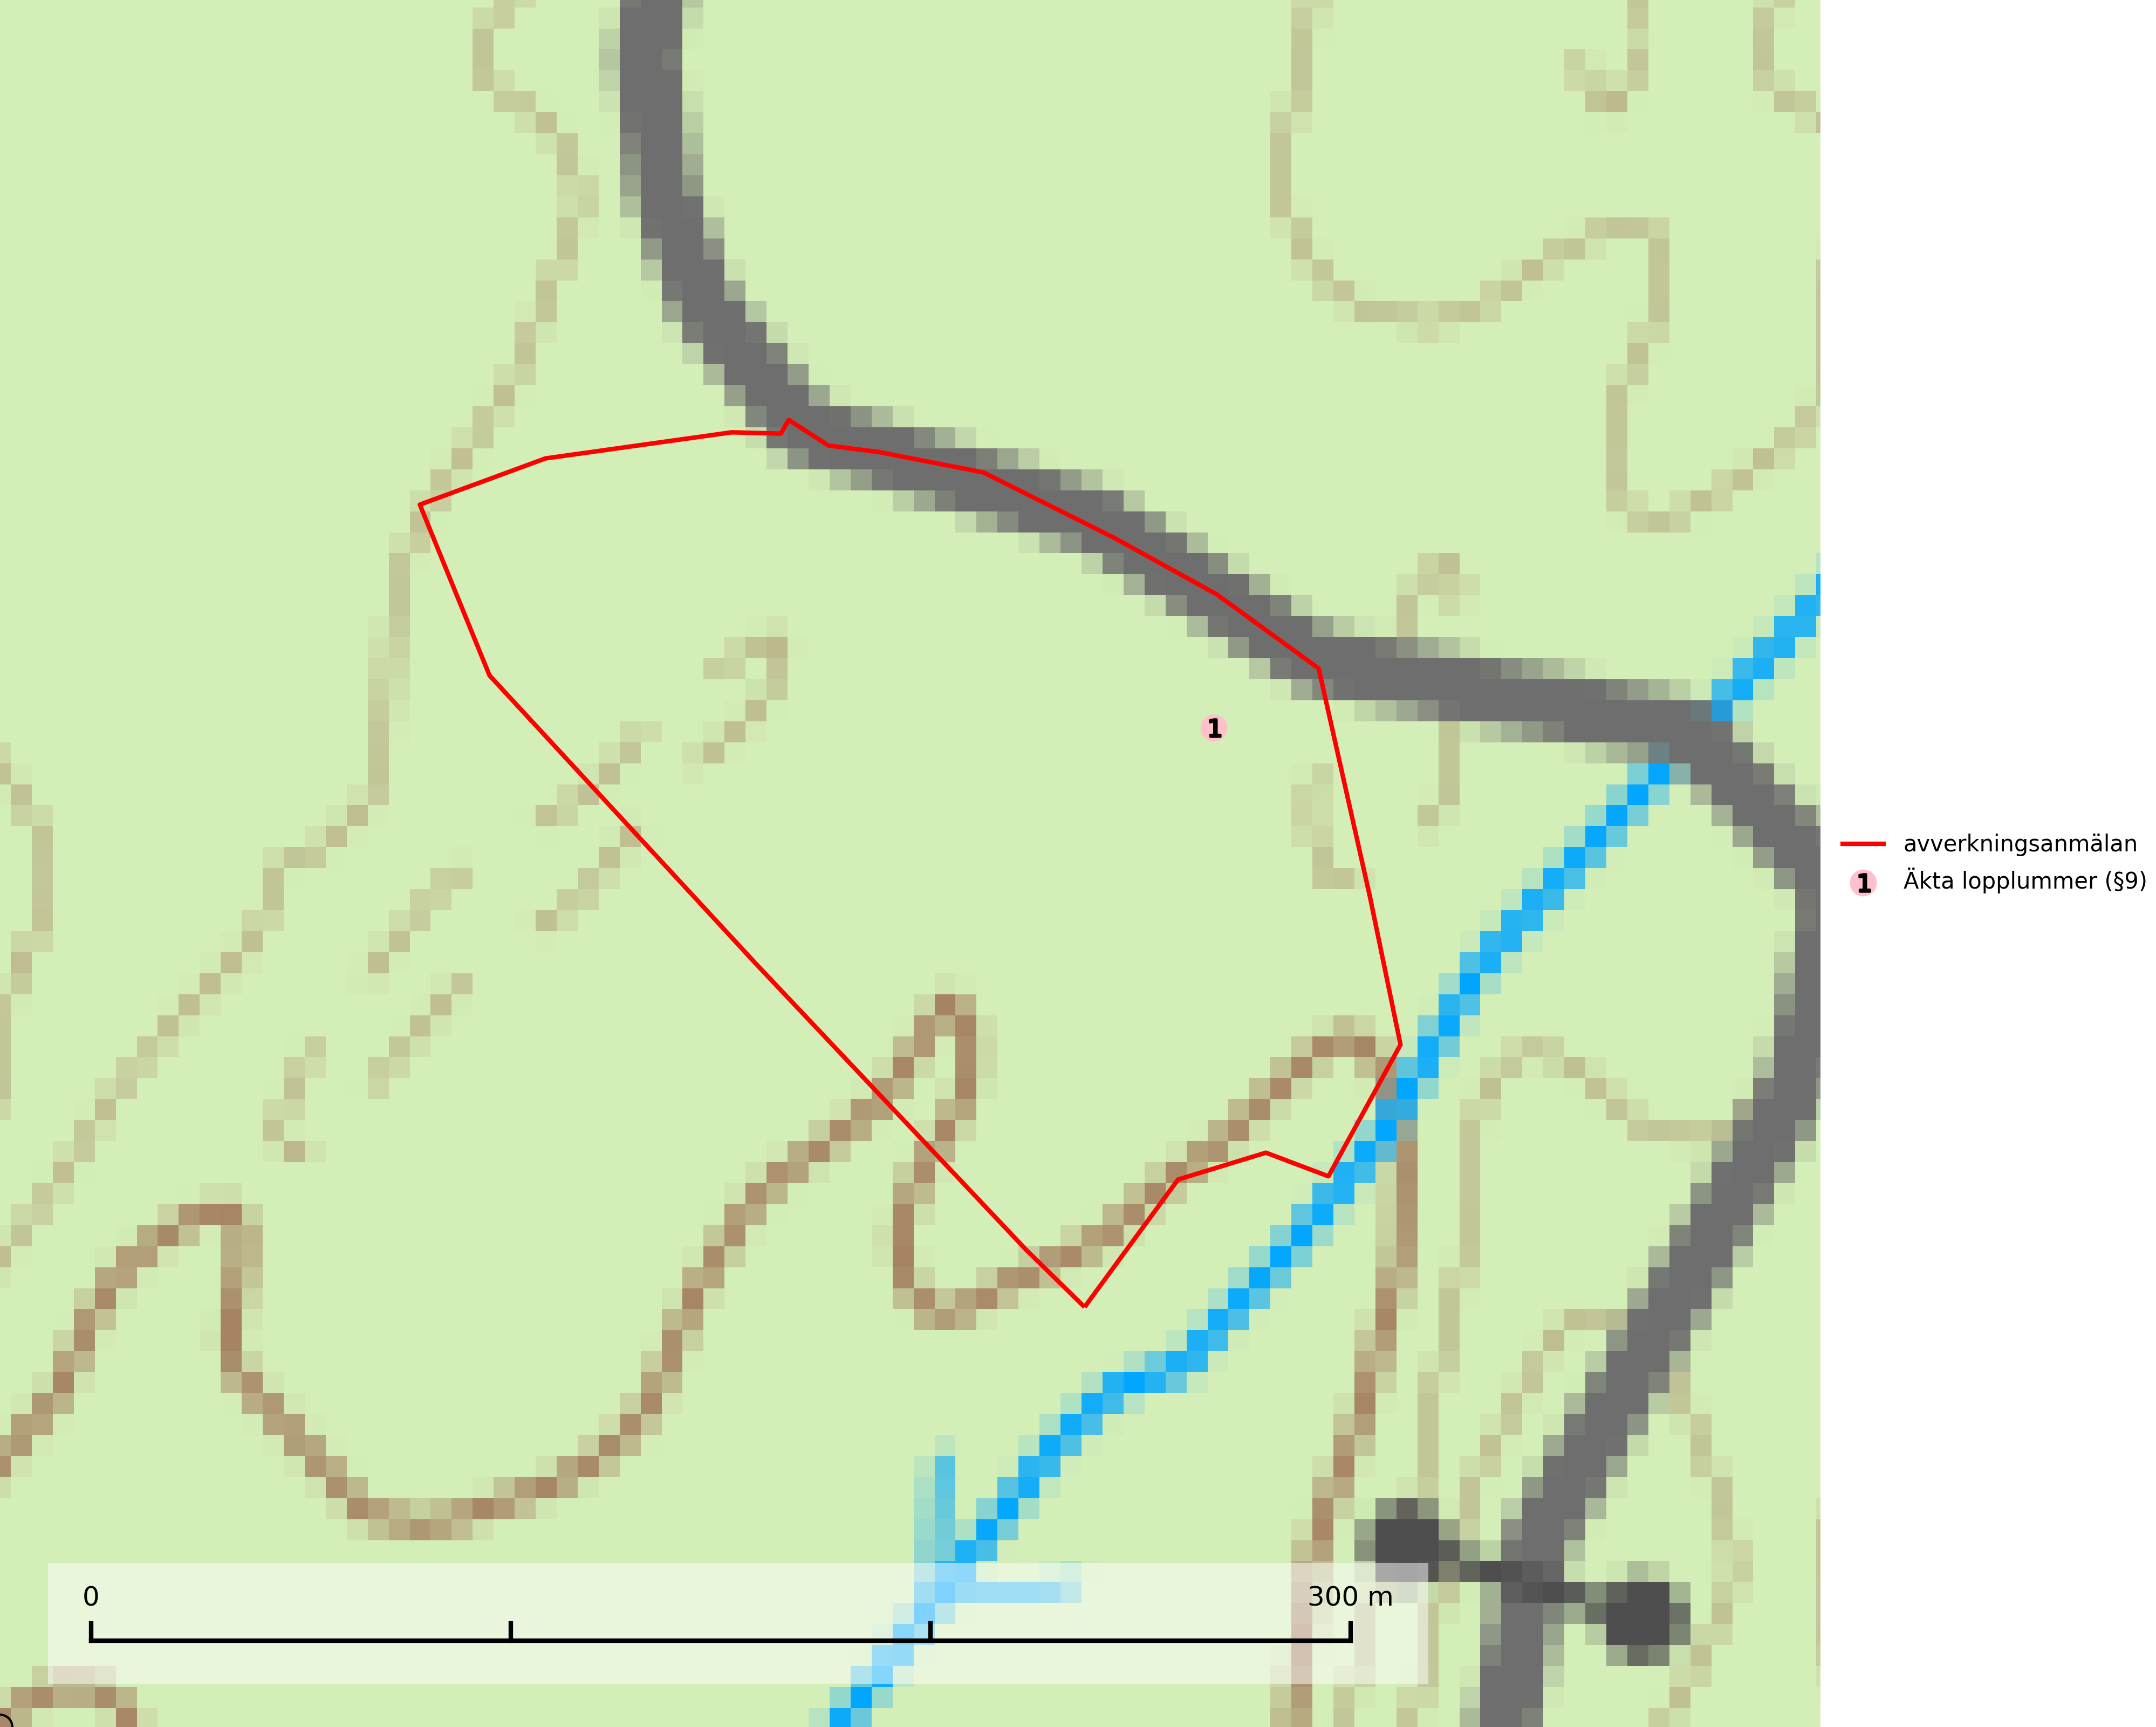 1
avverkningsanmälan
1 Äkta lopplummer (§9)
0 300 m